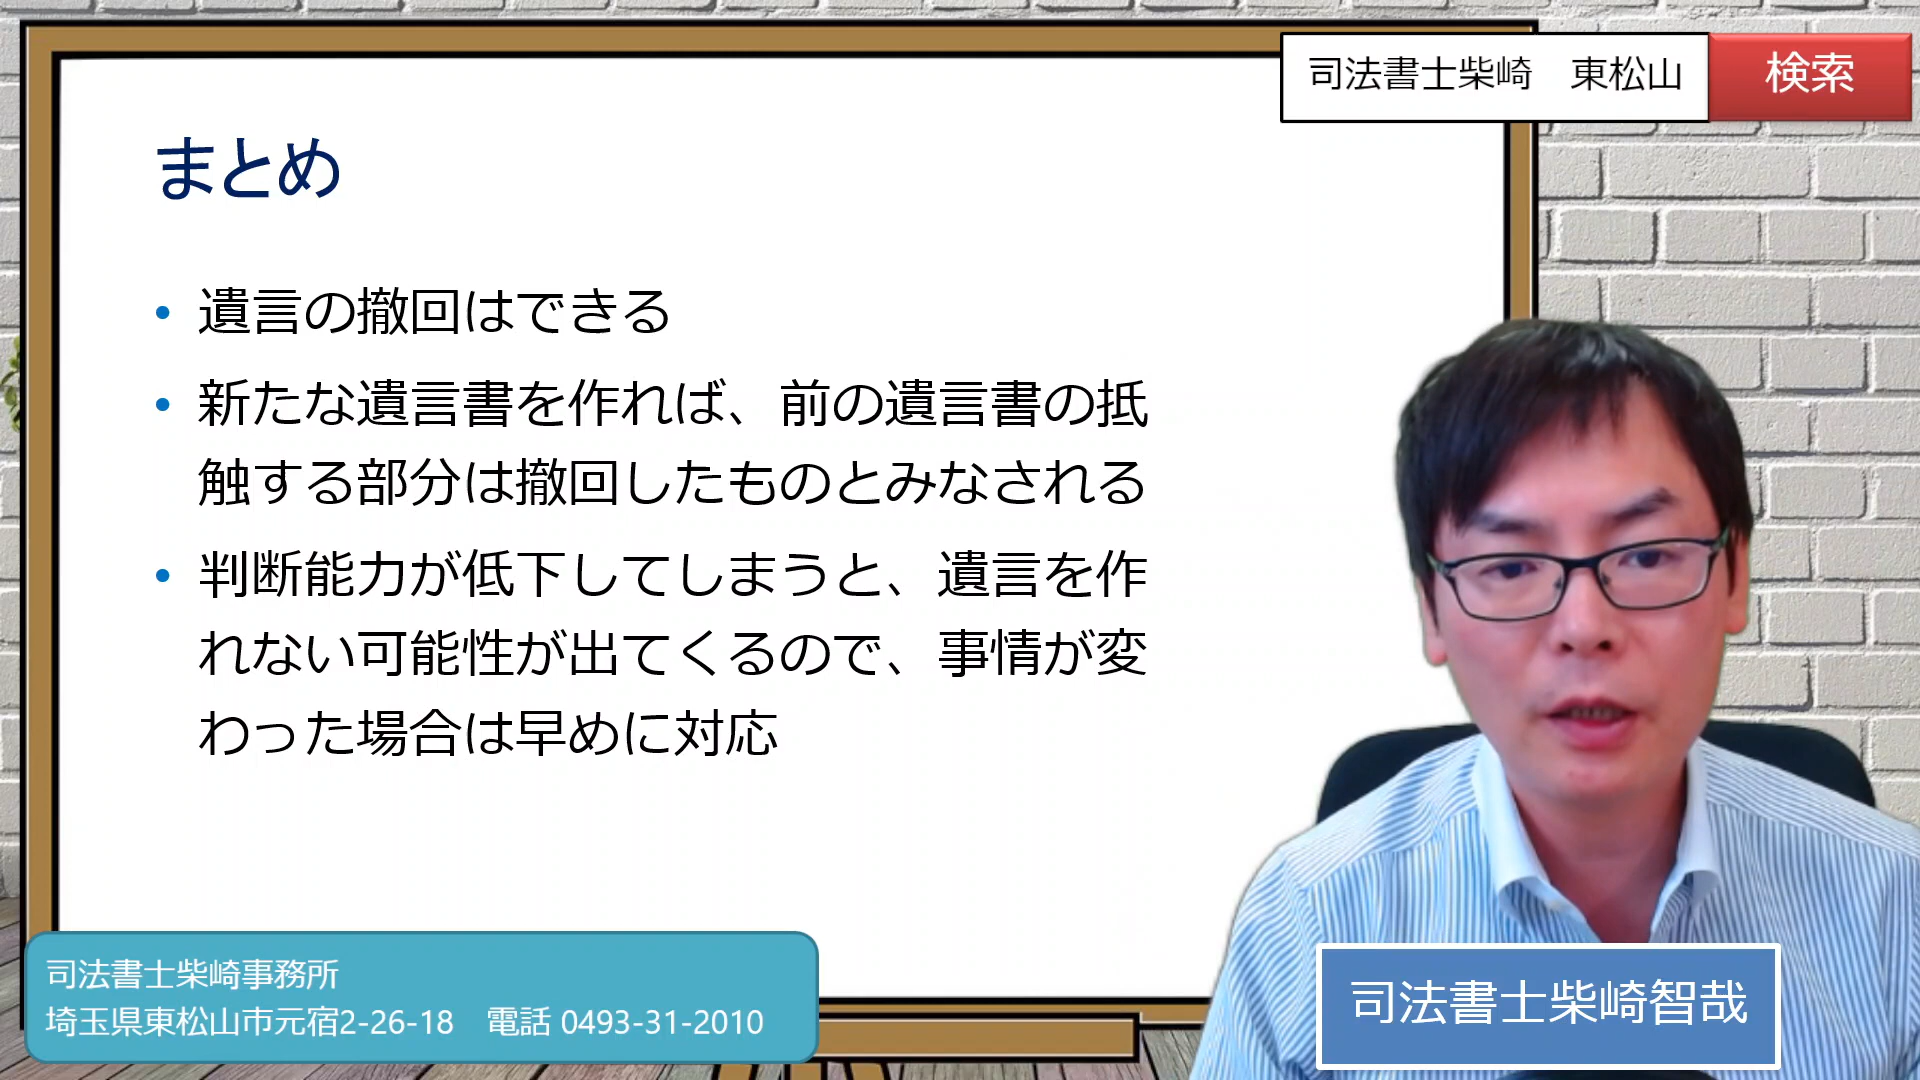 司法書士柴崎　東松山
検索
まとめ
• 遺言の撤回はできる
• 新たな遺言書を作れば、前の遺言書の抵
触する部分は撤回したものとみなされる
• 判断能力が低下してしまうと、遺言を作
れない可能性が出てくるので、事情が変
わった場合は早めに対応
司法書士柴崎事務所
埼玉県東松山市元宿2-26-18　電話 0493-31-2010
司法書士柴崎智哉